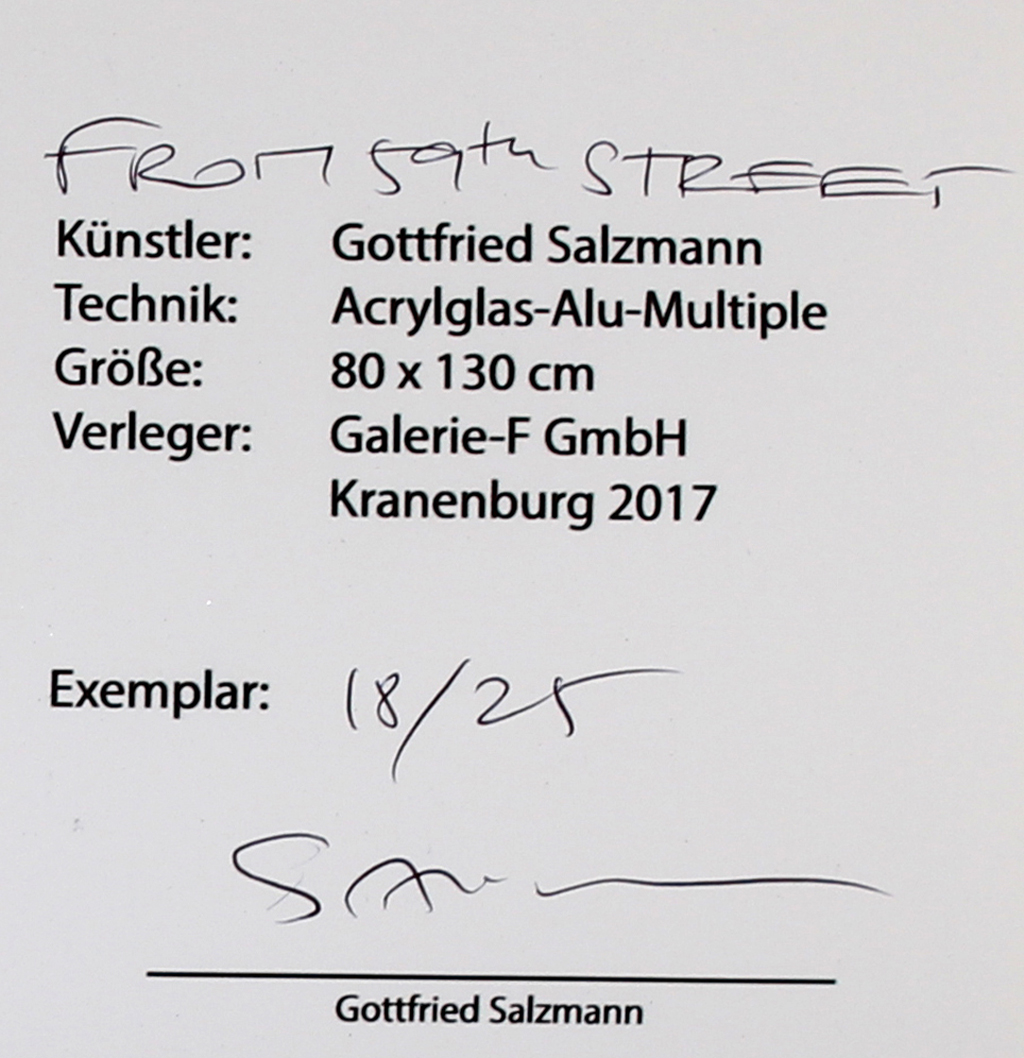 FROM 59th STREET
Künstler: Gottfried Salzmann
Technik: Acrylglas-Alu-Multiple
Größe: 80 x 130 cm
Verleger: Galerie-F GmbH
Kranenburg 2017
Exemplar: 18/25
Gottfried Salzmann